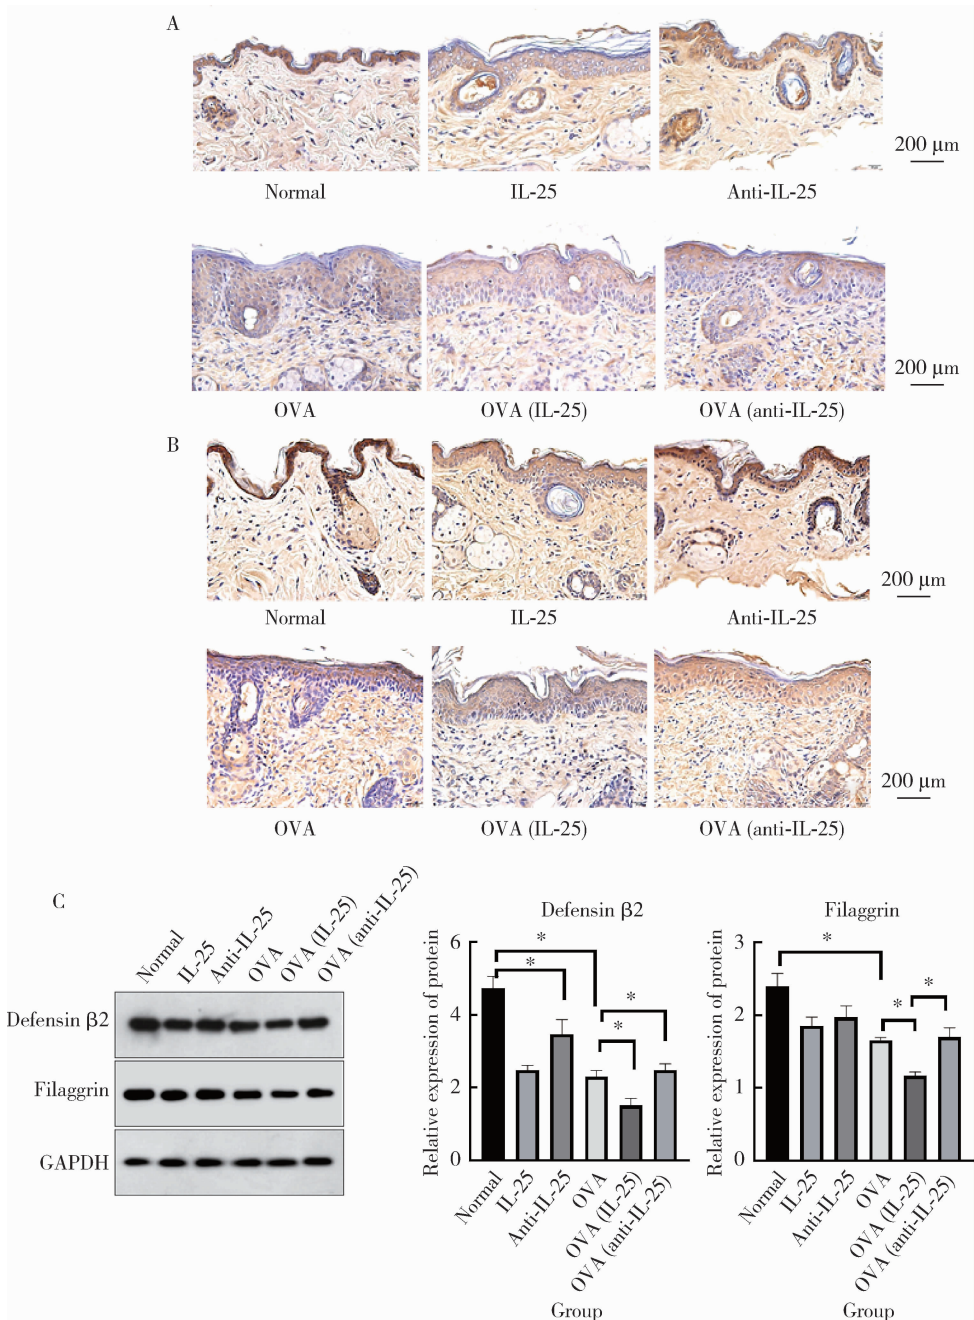 A
200 μm
Normal
IL-25
Anti-IL-25
200 μm
OVA
OVA (IL-25)
OVA (anti-IL-25)
B
200 μm
Normal
IL-25
Anti-IL-25
200 μm
OVA
OVA (IL-25)
OVA (anti-IL-25)
C
Normal
IL-25
Anti-IL-25
OVA
OVA (IL-25)
OVA (anti-IL-25)
Defensin β2
Filaggrin
GAPDH
Defensin β2
Relative expression of protein
6
4
2
0
*
*
*
*
Normal
IL-25
Anti-IL-25
OVA
OVA (IL-25)
OVA (anti-IL-25)
Group
Filaggrin
Relative expression of protein
3
2
1
0
*
*
*
Normal
IL-25
Anti-IL-25
OVA
OVA (IL-25)
OVA (anti-IL-25)
Group